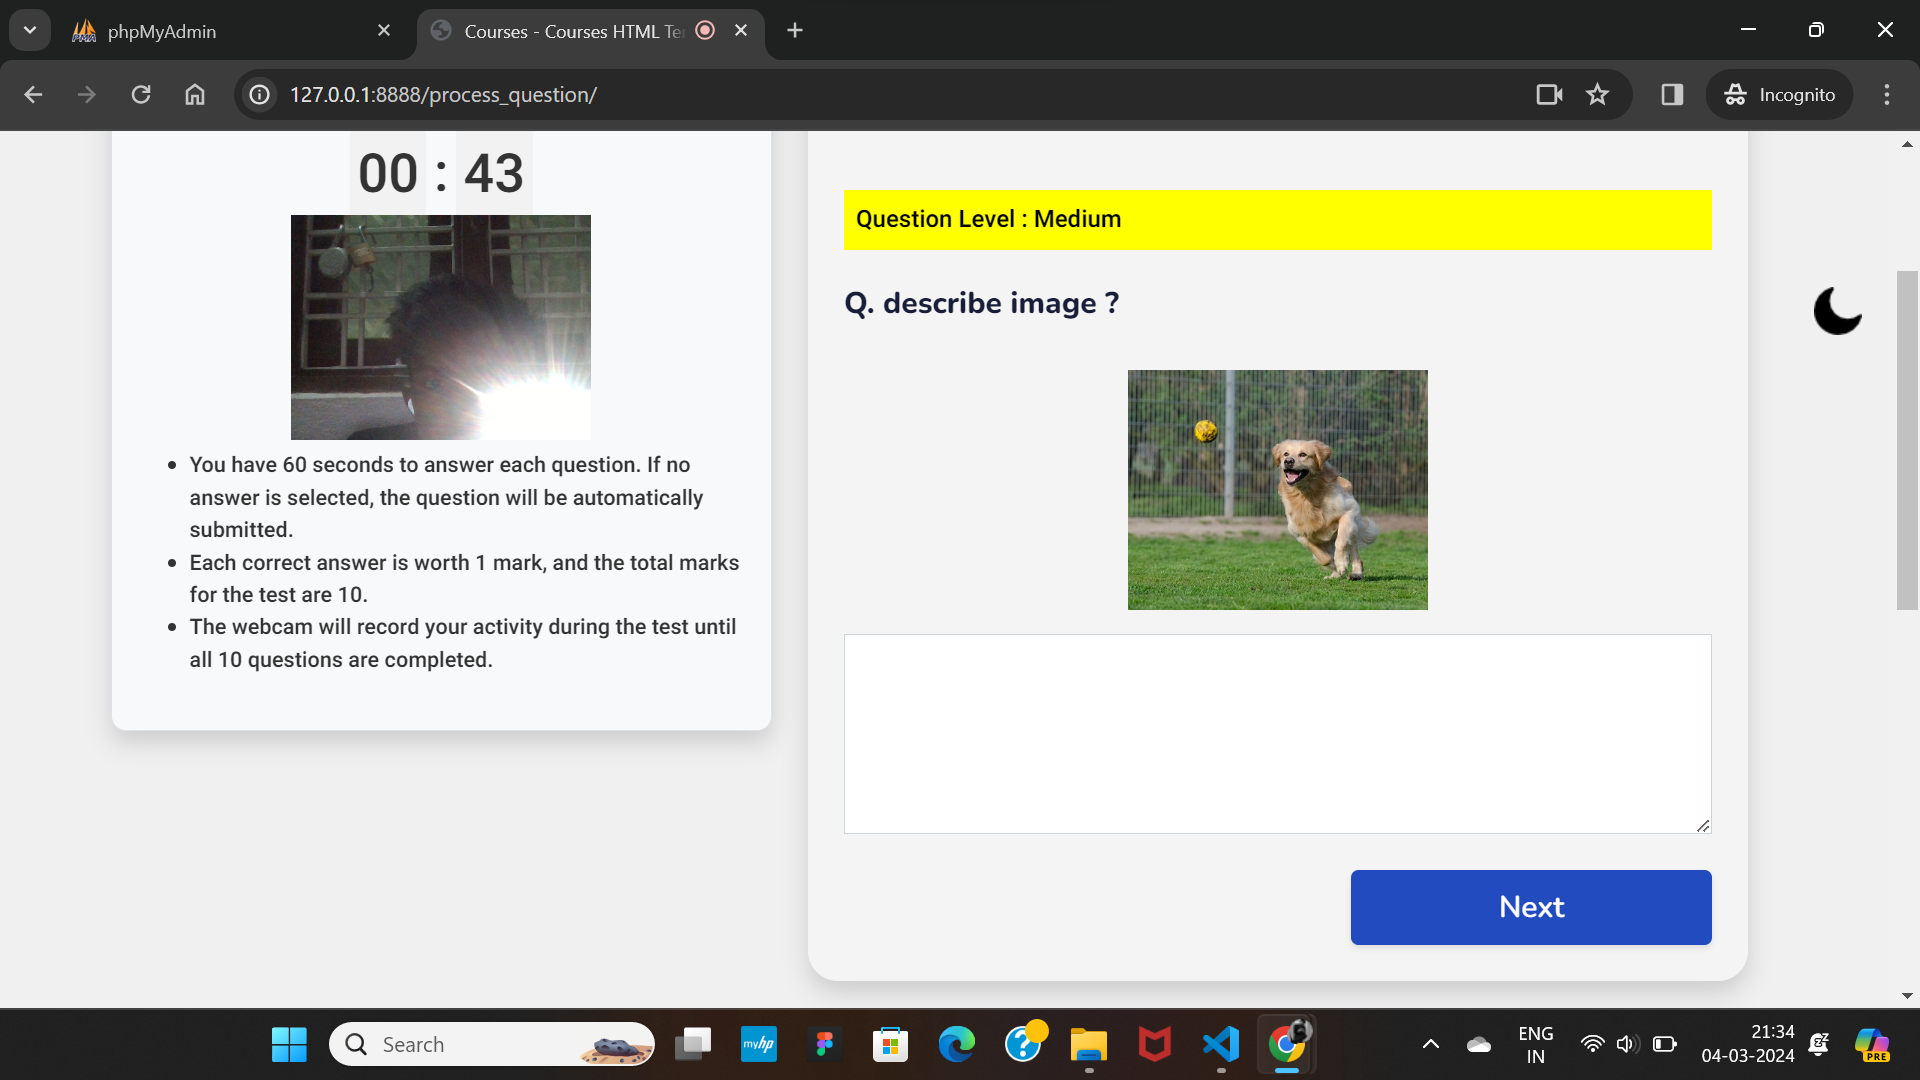 phpMyAdmin
Courses - Courses HTML Te
127.0.0.1:8888/process_question/
Incognito
00 : 43
You have 60 seconds to answer each question. If no
answer is selected, the question will be automatically
submitted.
Each correct answer is worth 1 mark, and the total marks
for the test are 10.
The webcam will record your activity during the test until
all 10 questions are completed.
Question Level : Medium
Q. describe image ?
Next
Search
myhp
ENG
IN
21:34
04-03-2024
PRE